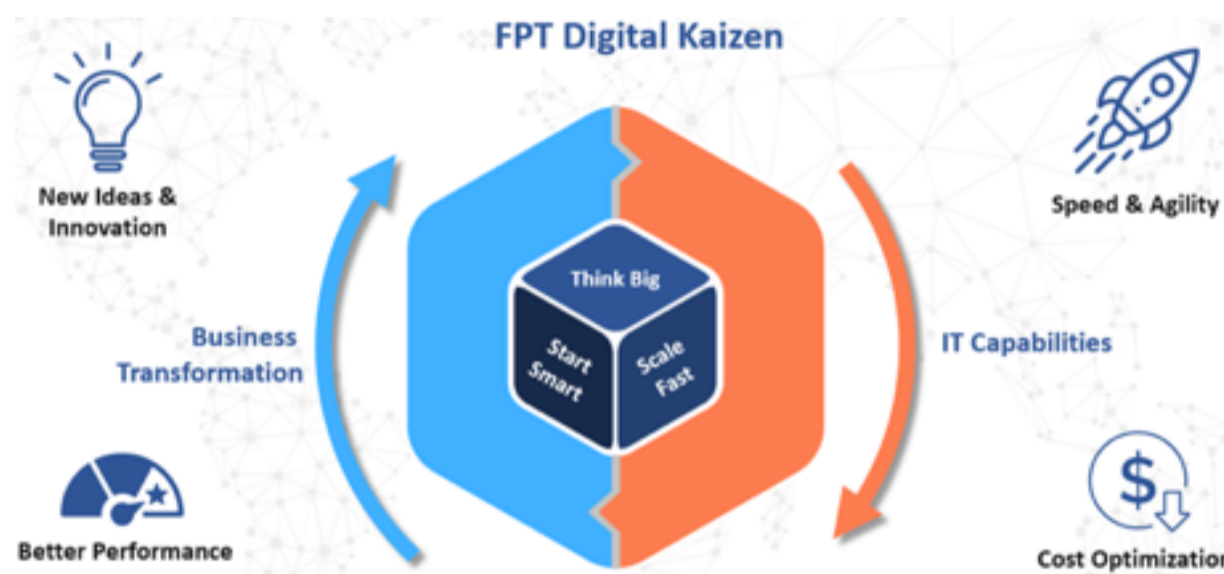 FPT Digital Kaizen
New Ideas &
Innovation
Speed & Agility
Think Big
Start
Smart
Scale
Fast
Business
Transformation
IT Capabilities
$
Better Performance
Cost Optimization